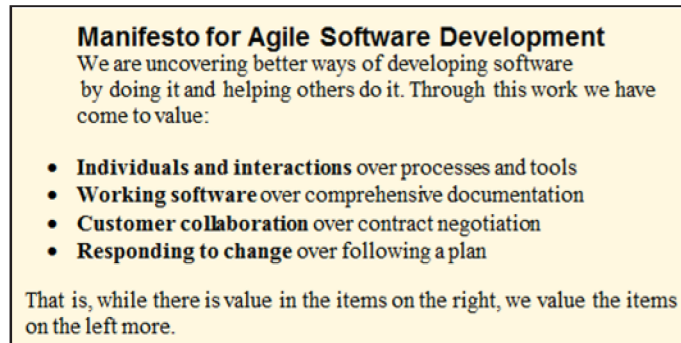 Manifesto for Agile Software Development
We are uncovering better ways of developing software
by doing it and helping others do it. Through this work we have
come to value:
• Individuals and interactions over processes and tools
• Working software over comprehensive documentation
• Customer collaboration over contract negotiation
• Responding to change over following a plan
That is, while there is value in the items on the right, we value the items
on the left more.